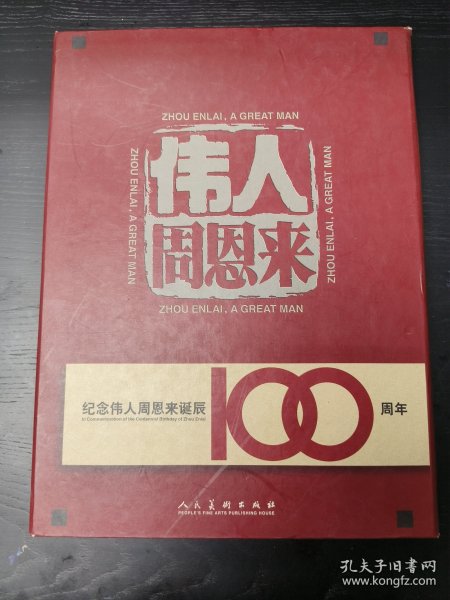 ZHOU ENLAI, A GREAT MAN
ZHOU ENLAI, A GREAT MAN
伟人
周恩来
ZHOU ENLAI, A GREAT MAN
ZHOU ENLAI, A GREAT MAN
纪念伟人周恩来诞辰
100
周年
In Commemoration of the Centennial Birthday of Zhou Enlai
人民美術出版社
PEOPLE'S FINE ARTS PUBLISHING HOUSE
孔夫子旧书网
www.kongfz.com